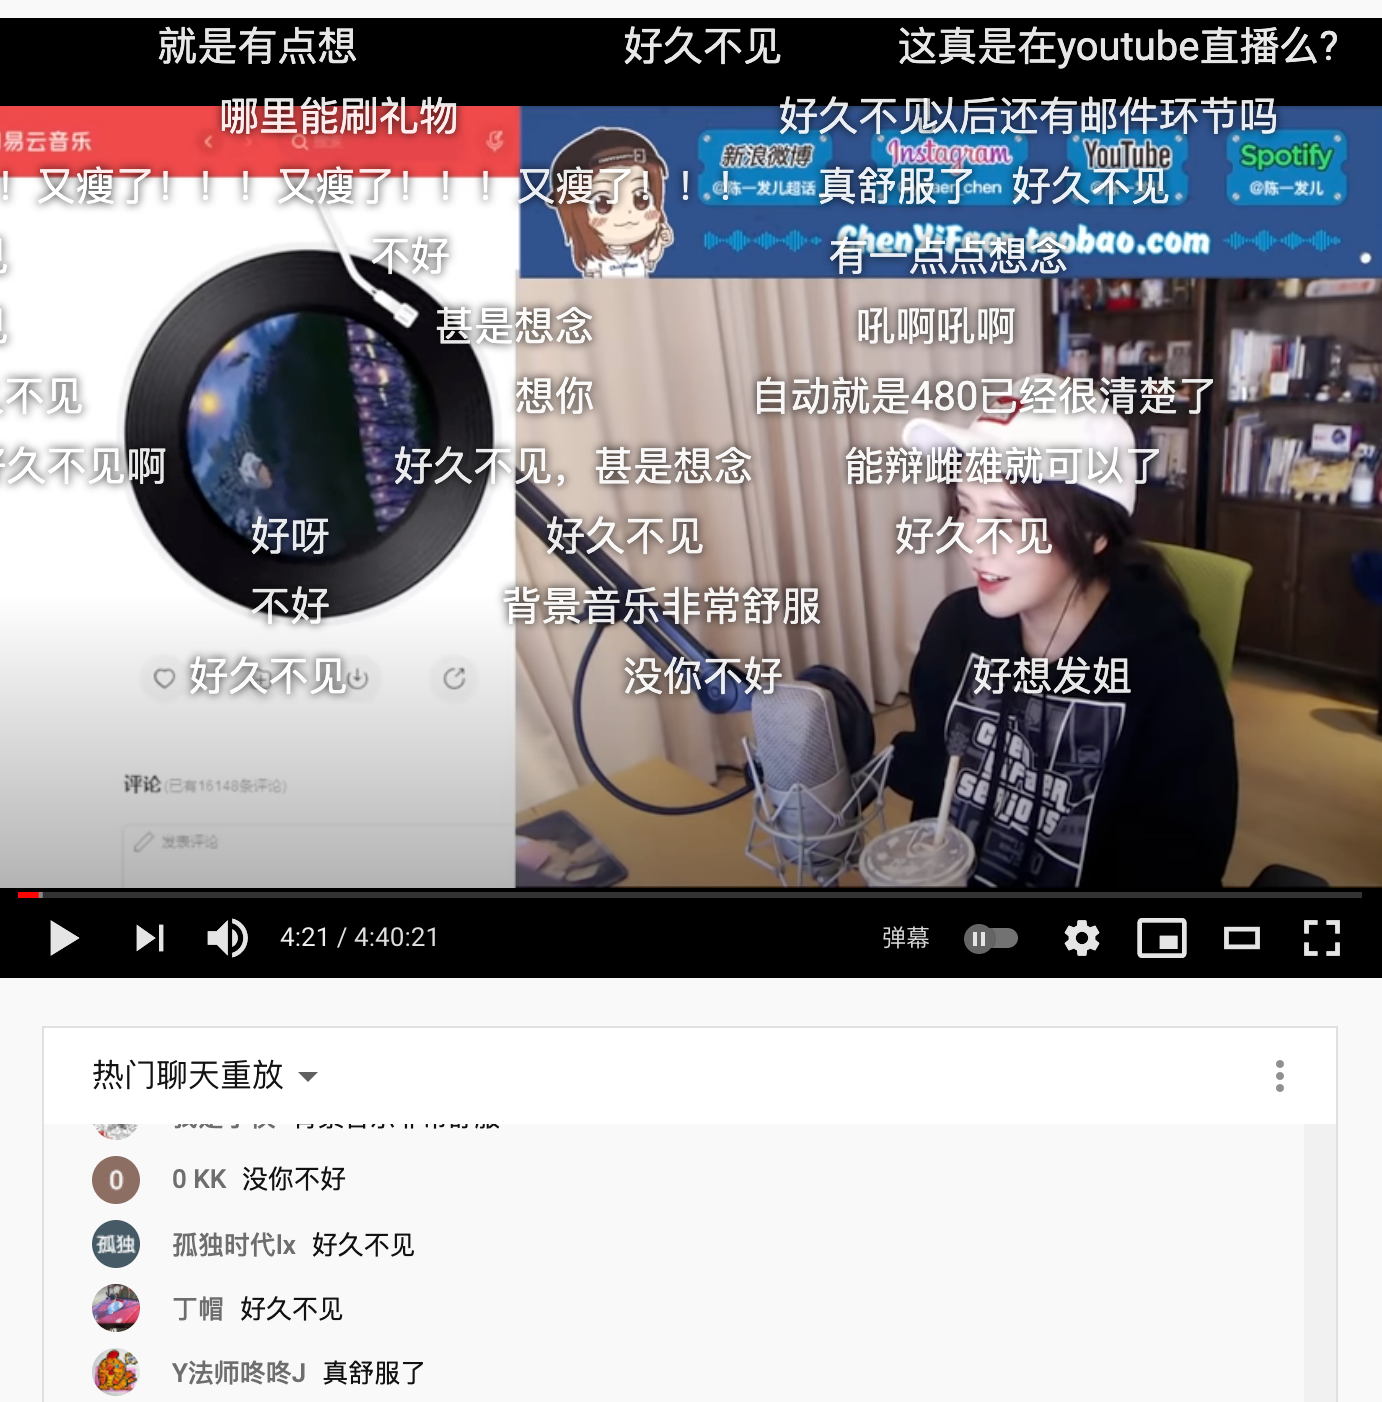 就是有点想
好久不见
这真是在youtube直播么?
哪里能刷礼物
好久不见
以后还有邮件环节吗
易云音乐
新浪微博
Instagram
YouTube
Spotify
！又瘦了！！！又瘦了！！！又瘦了！！！
@陈一发儿超话
chen
@陈一发儿
真舒服了
好久不见
ChenYiFaer.taobao.com
见
不好
有一点点想念
见
甚是想念
吼啊吼啊
久不见
想你
自动就是480已经很清楚了
好久不见啊
好久不见，甚是想念
能辩雌雄就可以了
好呀
好久不见
好久不见
不好
背景音乐非常舒服
好久不见
没你不好
好想发姐
评论(已有16148条评论)
发表评论
4:21 / 4:40:21
弹幕
热门聊天重放
背景音乐非常舒服
0
0 KK 没你不好
孤独
孤独时代lx 好久不见
丁帽 好久不见
Y法师咚咚J 真舒服了